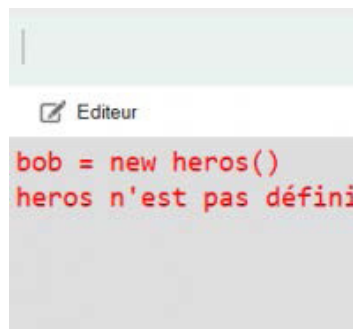 Editeur
bob = new heros()
heros n'est pas défini